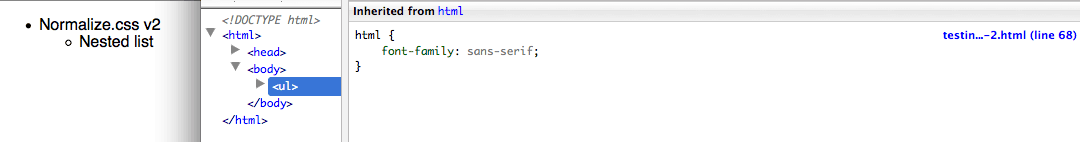 Normalize.css v2
Nested list
<!DOCTYPE html>
<html>
<head>
<body>
<ul>
</body>
</html>
Inherited from html
html {
testin...-2.html (line 68)
font-family: sans-serif;
}